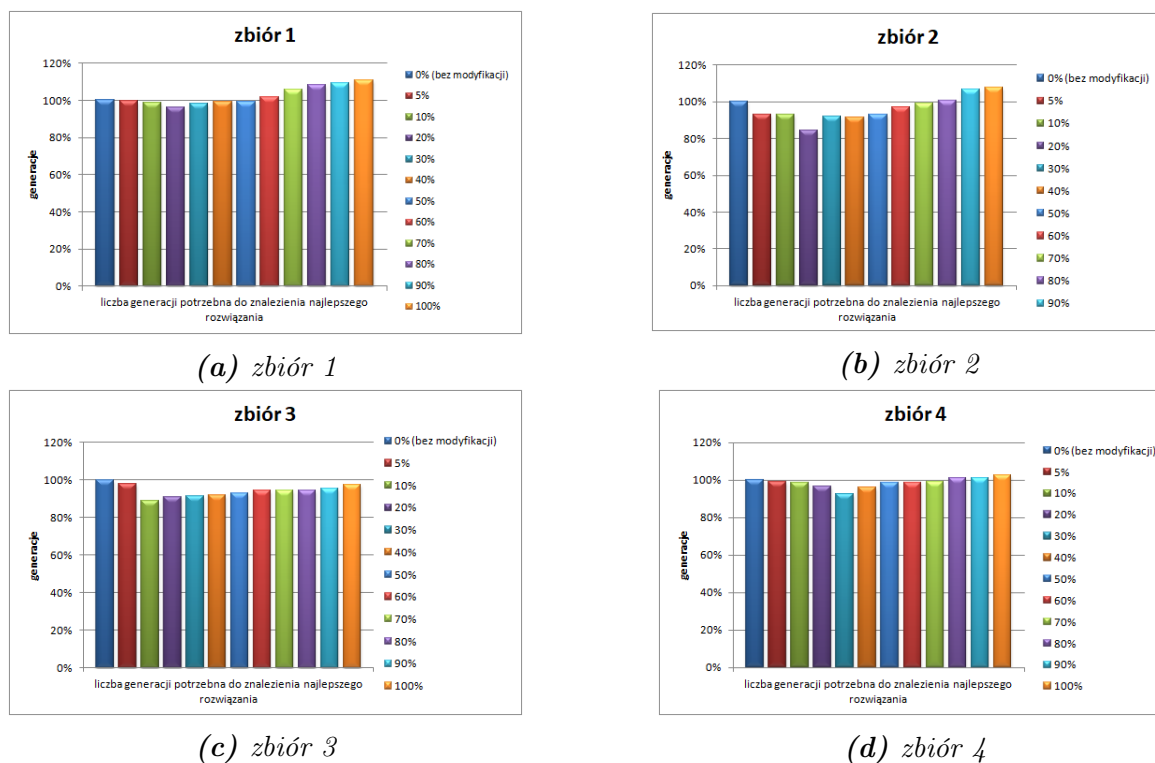 zbiór 1
120%
100%
80%
60%
40%
20%
0%
generacje
liczba generacji potrzebna do znalezienia najlepszego
rozwiązania
0% (bez modyfikacji)
5%
10%
20%
30%
40%
50%
60%
70%
80%
90%
100%
(a) zbiór 1
zbiór 2
120%
100%
80%
60%
40%
20%
0%
generacje
liczba generacji potrzebna do znalezienia najlepszego
rozwiązania
0% (bez modyfikacji)
5%
10%
20%
30%
40%
50%
60%
70%
80%
90%
(b) zbiór 2
zbiór 3
120%
100%
80%
60%
40%
20%
0%
generacje
liczba generacji potrzebna do znalezienia najlepszego
rozwiązania
0% (bez modyfikacji)
5%
10%
20%
30%
40%
50%
60%
70%
80%
90%
100%
(c) zbiór 3
zbiór 4
120%
100%
80%
60%
40%
20%
0%
generacje
liczba generacji potrzebna do znalezienia najlepszego
rozwiązania
0% (bez modyfikacji)
5%
10%
20%
30%
40%
50%
60%
70%
80%
90%
100%
(d) zbiór 4